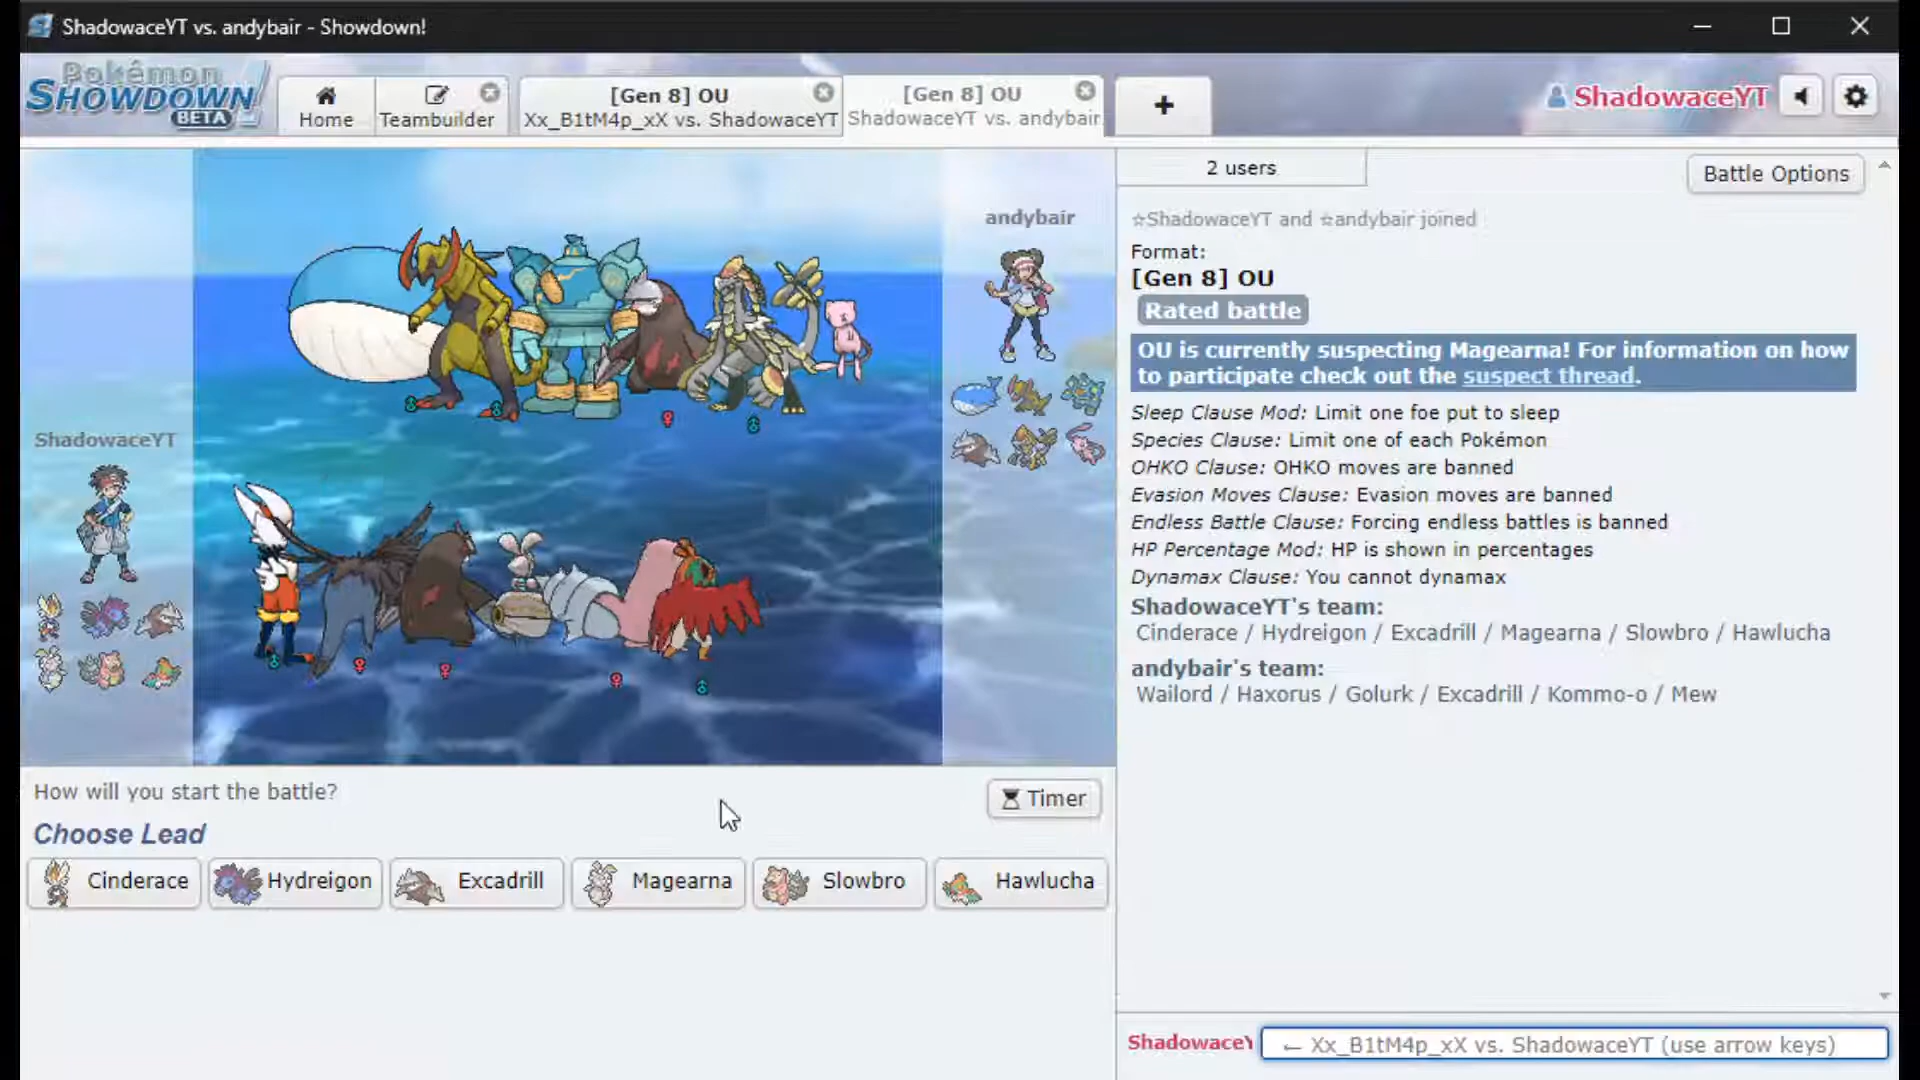 ShadowaceYT vs. andybair - Showdown!
Pokémon
SHOWDOWN
BETA
Home
Teambuilder
[Gen 8] OU
Xx_B1tM4p_xX vs. ShadowaceYT
[Gen 8] OU
ShadowaceYT vs. andybair
+
ShadowaceYT
andybair
ShadowaceYT
2 users
Battle Options
☆ShadowaceYT and ☆andybair joined
Format:
[Gen 8] OU
Rated battle
OU is currently suspecting Magearna! For information on how
to participate check out the suspect thread.
Sleep Clause Mod: Limit one foe put to sleep
Species Clause: Limit one of each Pokémon
OHKO Clause: OHKO moves are banned
Evasion Moves Clause: Evasion moves are banned
Endless Battle Clause: Forcing endless battles is banned
HP Percentage Mod: HP is shown in percentages
Dynamax Clause: You cannot dynamax
ShadowaceYT's team:
Cinderace / Hydreigon / Excadrill / Magearna / Slowbro / Hawlucha
andybair's team:
Wailord / Haxorus / Golurk / Excadrill / Kommo-o / Mew
How will you start the battle?
Timer
Choose Lead
Cinderace
Hydreigon
Excadrill
Magearna
Slowbro
Hawlucha
ShadowaceY
← Xx_B1tM4p_xX vs. ShadowaceYT (use arrow keys)